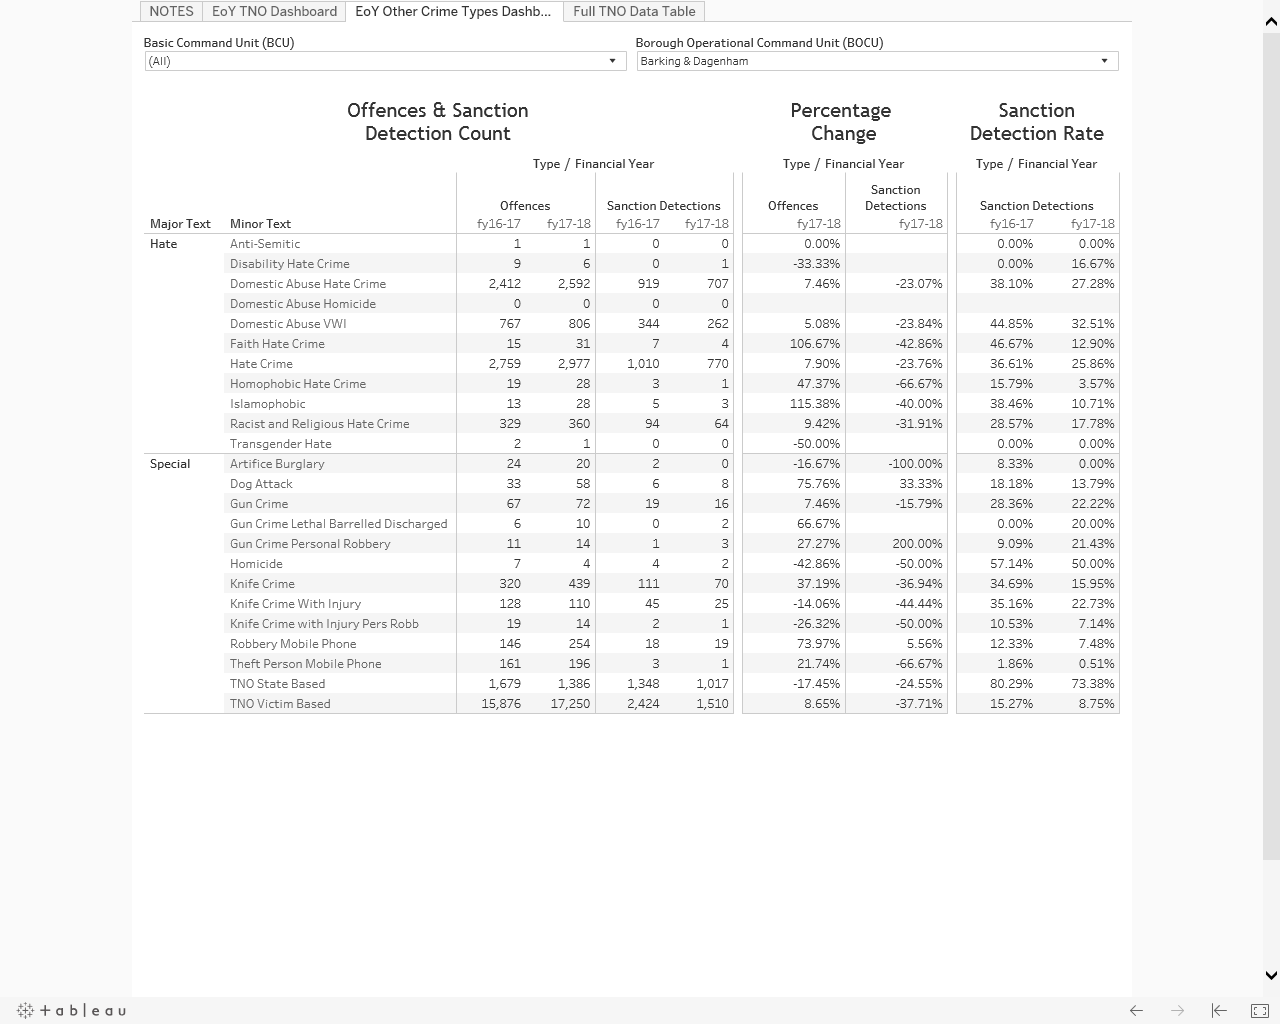 NOTES EoY TNO Dashboard EoY Other Crime Types Dashb... Full TNO Data Table
Basic Command Unit (BCU) Borough Operational Command Unit (BOCU)
(All) Barking & Dagenham
Offences & Sanction Percentage Sanction
Detection Count Change Detection Rate
Type / Financial Year Type / Financial Year Type / Financial Year
Sanction
Offences Sanction Detections Offences Detections Sanction Detections
Major Text Minor Text fy16-17 fy17-18 fy16-17 fy17-18 fy17-18 fy17-18 fy16-17 fy17-18
Hate Anti-Semitic 1 1 0 0 0.00% 0.00% 0.00%
Disability Hate Crime 9 6 0 1 -33.33% 0.00% 16.67%
Domestic Abuse Hate Crime 2,412 2,592 919 707 7.46% -23.07% 38.10% 27.28%
Domestic Abuse Homicide 0 0 0 0
Domestic Abuse VWI 767 806 344 262 5.08% -23.84% 44.85% 32.51%
Faith Hate Crime 15 31 7 4 106.67% -42.86% 46.67% 12.90%
Hate Crime 2,759 2,977 1,010 770 7.90% -23.76% 36.61% 25.86%
Homophobic Hate Crime 19 28 3 1 47.37% -66.67% 15.79% 3.57%
Islamophobic 13 28 5 3 115.38% -40.00% 38.46% 10.71%
Racist and Religious Hate Crime 329 360 94 64 9.42% -31.91% 28.57% 17.78%
Transgender Hate 2 1 0 0 -50.00% 0.00% 0.00%
Special Artifice Burglary 24 20 2 0 -16.67% -100.00% 8.33% 0.00%
Dog Attack 33 58 6 8 75.76% 33.33% 18.18% 13.79%
Gun Crime 67 72 19 16 7.46% -15.79% 28.36% 22.22%
Gun Crime Lethal Barrelled Discharged 6 10 0 2 66.67% 0.00% 20.00%
Gun Crime Personal Robbery 11 14 1 3 27.27% 200.00% 9.09% 21.43%
Homicide 7 4 4 2 -42.86% -50.00% 57.14% 50.00%
Knife Crime 320 439 111 70 37.19% -36.94% 34.69% 15.95%
Knife Crime With Injury 128 110 45 25 -14.06% -44.44% 35.16% 22.73%
Knife Crime with Injury Pers Robb 19 14 2 1 -26.32% -50.00% 10.53% 7.14%
Robbery Mobile Phone 146 254 18 19 73.97% 5.56% 12.33% 7.48%
Theft Person Mobile Phone 161 196 3 1 21.74% -66.67% 1.86% 0.51%
TNO State Based 1,679 1,386 1,348 1,017 -17.45% -24.55% 80.29% 73.38%
TNO Victim Based 15,876 17,250 2,424 1,510 8.65% -37.71% 15.27% 8.75%
+ a b l e a u